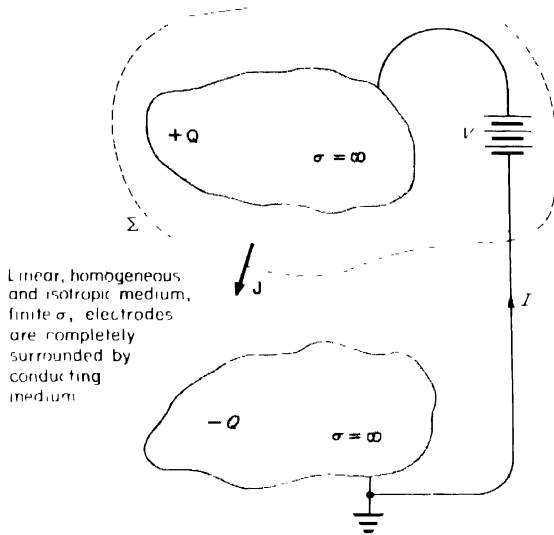 +Q
σ = ∞
V
Σ
Linear, homogeneous
and isotropic medium,
finite σ, electrodes
are completely
surrounded by
conducting
medium
J
I
−Q
σ = ∞